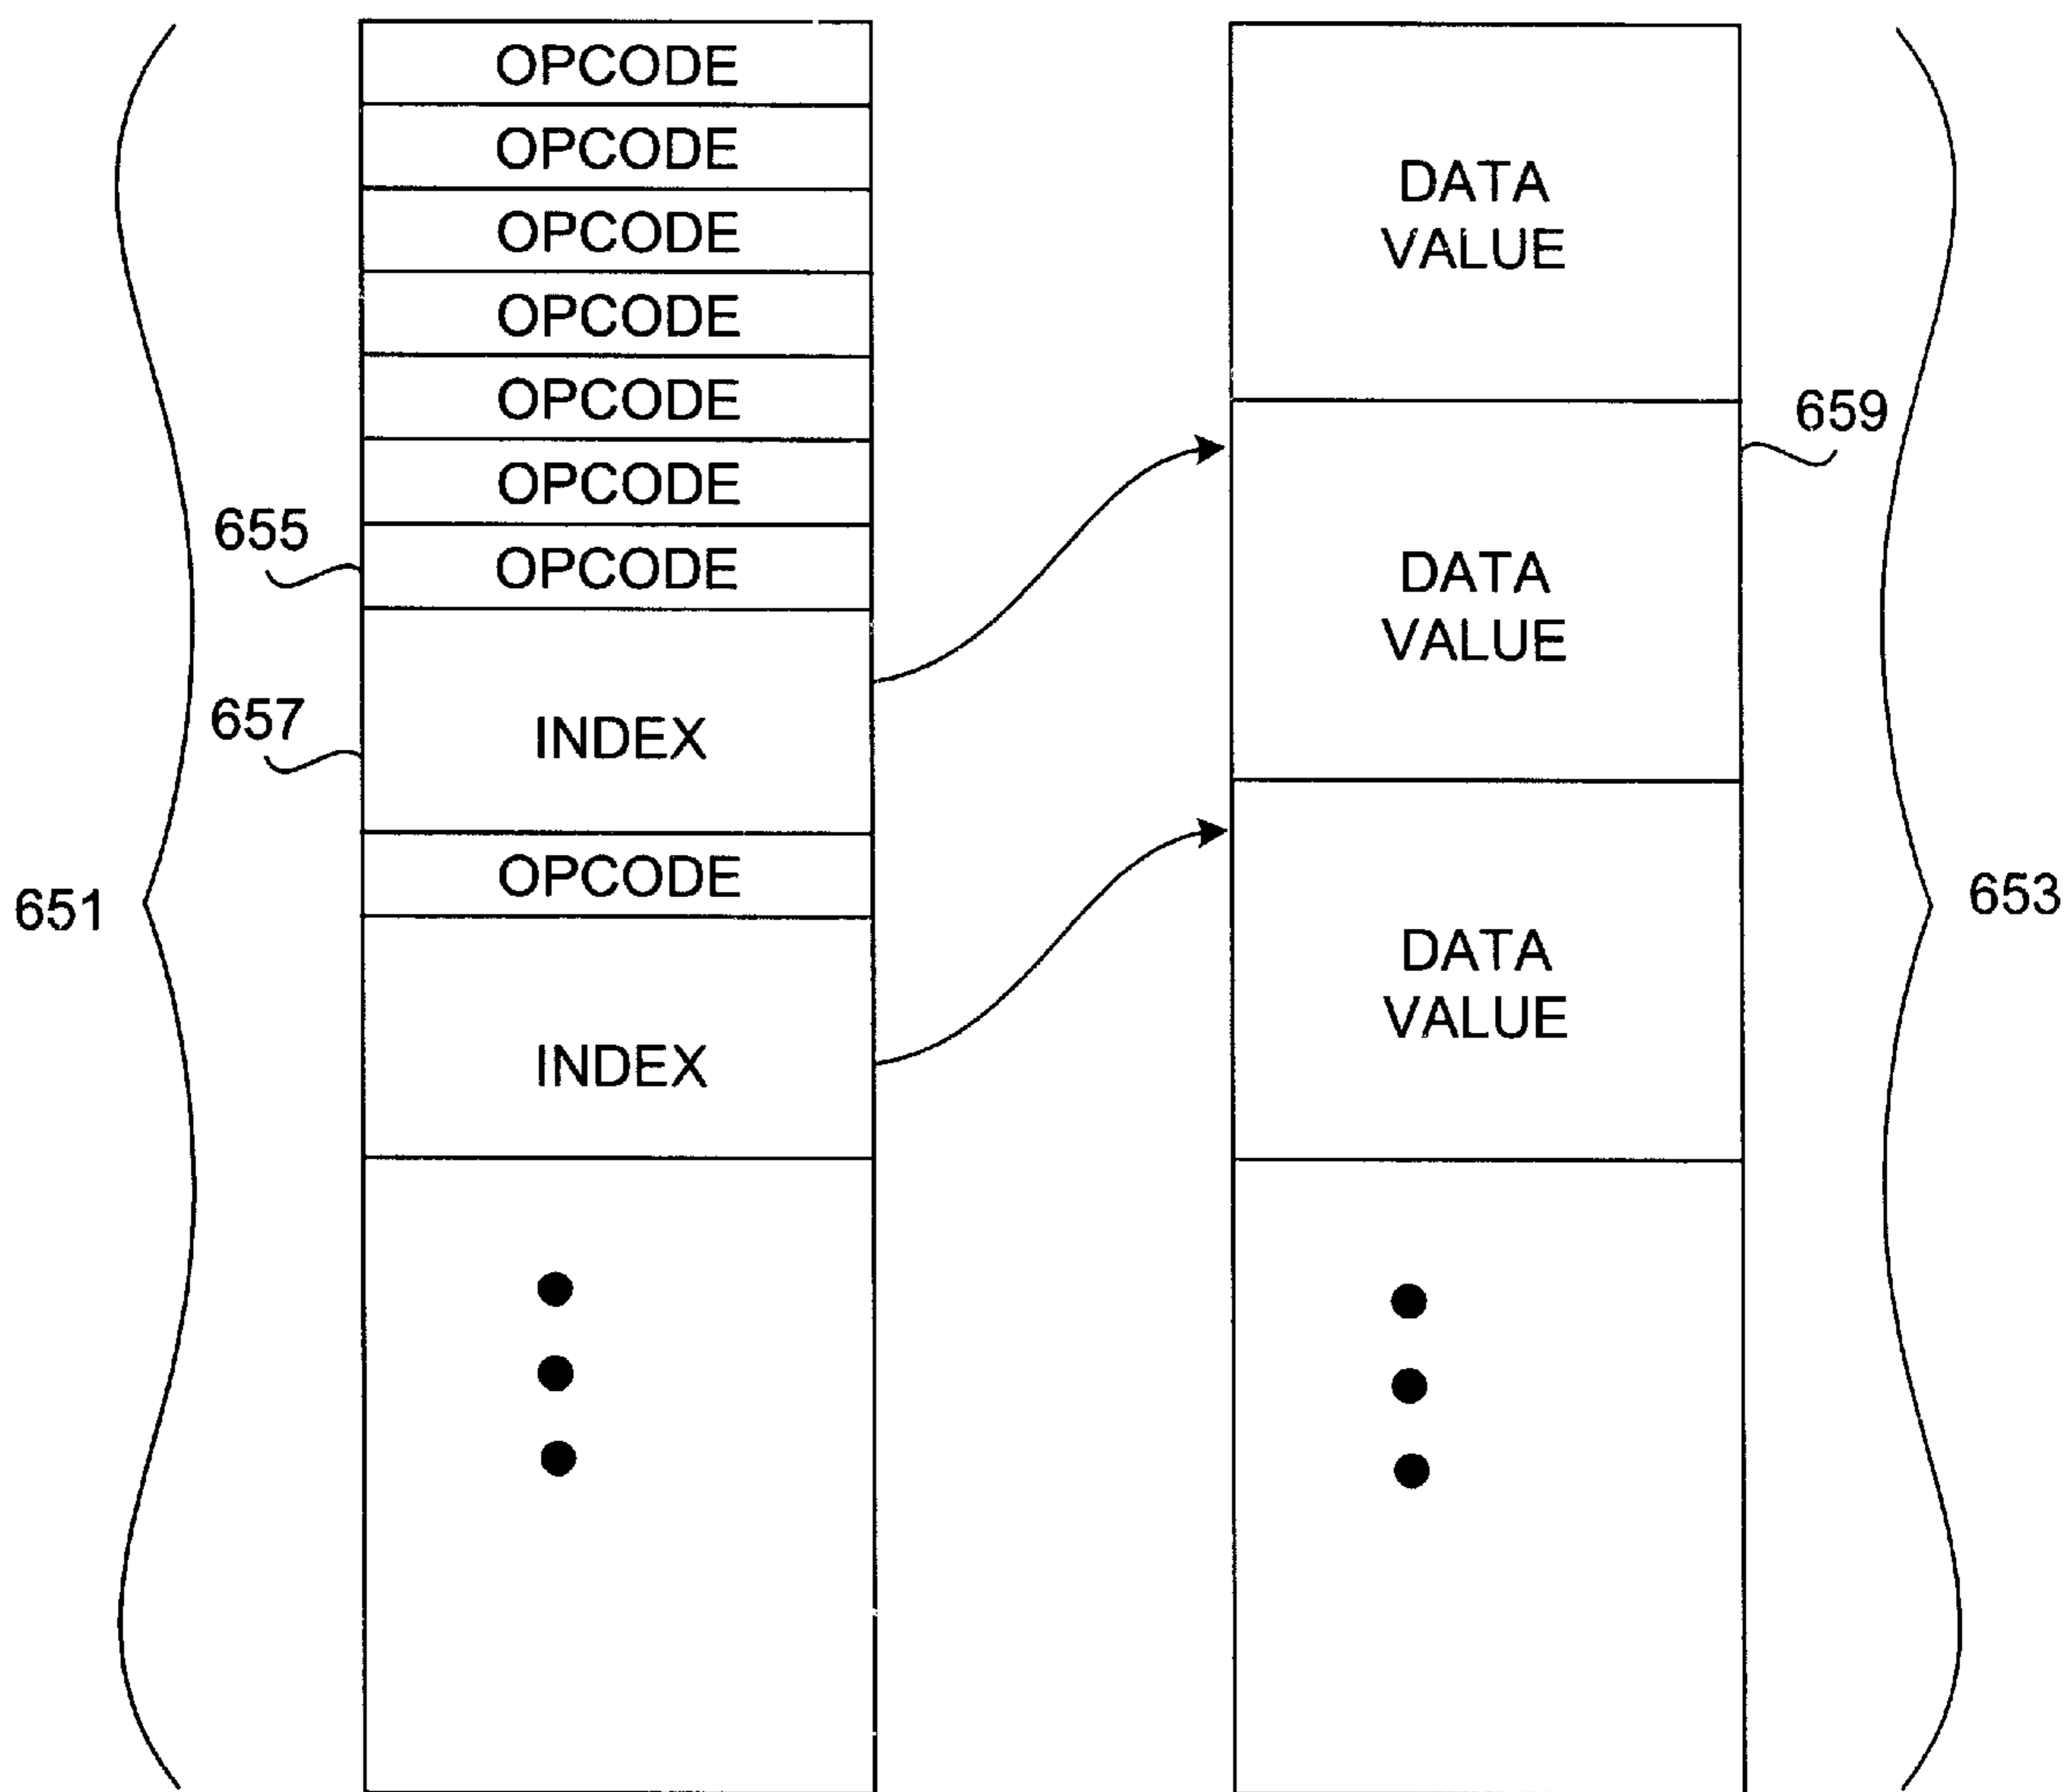 OPCODE
OPCODE
OPCODE
OPCODE
OPCODE
OPCODE
655
OPCODE
657
INDEX
OPCODE
651
INDEX
DATA
VALUE
659
DATA
VALUE
653
DATA
VALUE